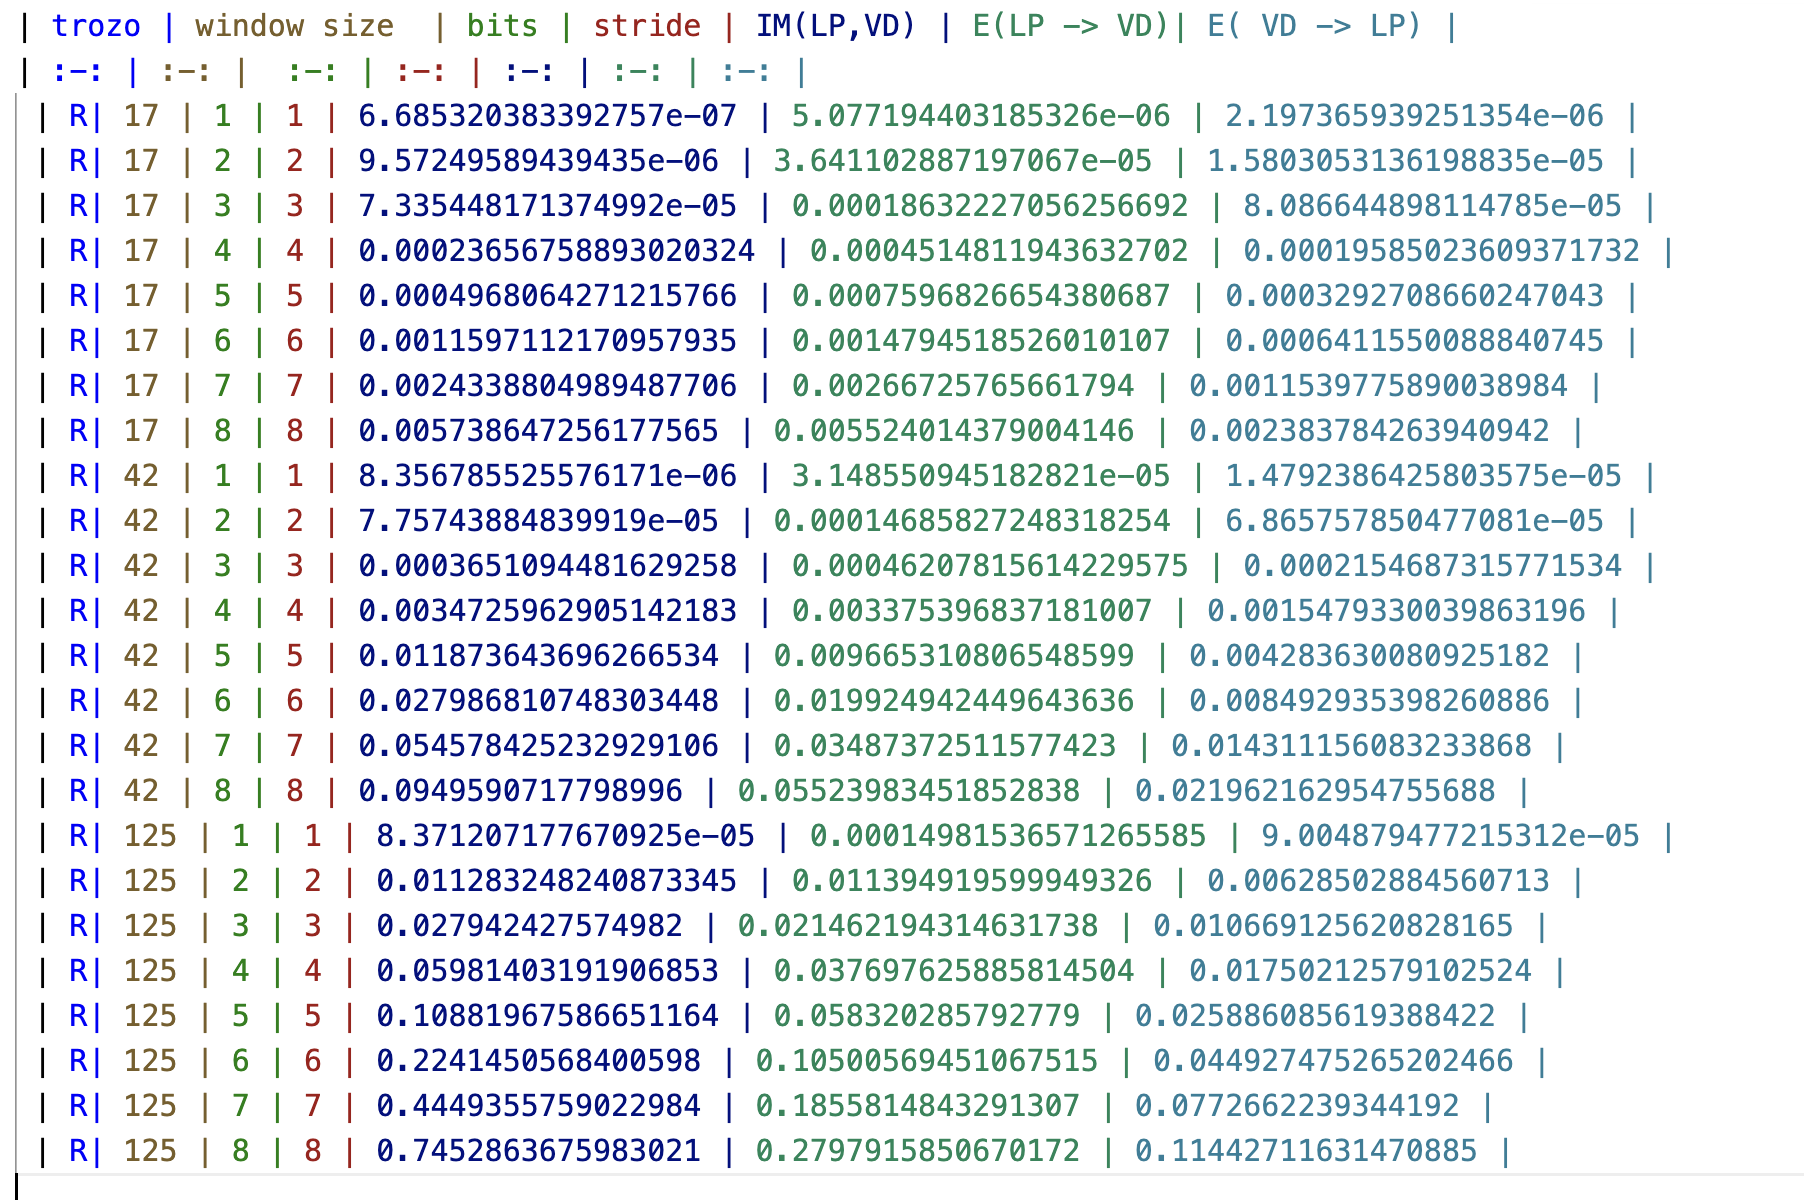 | trozo | window size  | bits | stride | IM(LP,VD) | E(LP -> VD)| E( VD -> LP) |
| :-: | :-: |  :-: | :-: | :-: | :-: | :-: |
| R| 17 | 1 | 1 | 6.685320383392757e-07 | 5.077194403185326e-06 | 2.197365939251354e-06 |
| R| 17 | 2 | 2 | 9.57249589439435e-06 | 3.641102887197067e-05 | 1.5803053136198835e-05 |
| R| 17 | 3 | 3 | 7.335448171374992e-05 | 0.00018632227056256692 | 8.086644898114785e-05 |
| R| 17 | 4 | 4 | 0.00023656758893020324 | 0.0004514811943632702 | 0.00019585023609371732 |
| R| 17 | 5 | 5 | 0.0004968064271215766 | 0.0007596826654380687 | 0.0003292708660247043 |
| R| 17 | 6 | 6 | 0.0011597112170957935 | 0.0014794518526010107 | 0.0006411550088840745 |
| R| 17 | 7 | 7 | 0.0024338804989487706 | 0.00266725765661794 | 0.0011539775890038984 |
| R| 17 | 8 | 8 | 0.005738647256177565 | 0.005524014379004146 | 0.002383784263940942 |
| R| 42 | 1 | 1 | 8.356785525576171e-06 | 3.148550945182821e-05 | 1.4792386425803575e-05 |
| R| 42 | 2 | 2 | 7.75743884839919e-05 | 0.00014685827248318254 | 6.865757850477081e-05 |
| R| 42 | 3 | 3 | 0.0003651094481629258 | 0.00046207815614229575 | 0.0002154687315771534 |
| R| 42 | 4 | 4 | 0.0034725962905142183 | 0.003375396837181007 | 0.0015479330039863196 |
| R| 42 | 5 | 5 | 0.011873643696266534 | 0.009665310806548599 | 0.004283630080925182 |
| R| 42 | 6 | 6 | 0.027986810748303448 | 0.019924942449643636 | 0.008492935398260886 |
| R| 42 | 7 | 7 | 0.054578425232929106 | 0.03487372511577423 | 0.014311156083233868 |
| R| 42 | 8 | 8 | 0.0949590717798996 | 0.05523983451852838 | 0.021962162954755688 |
| R| 125 | 1 | 1 | 8.371207177670925e-05 | 0.00014981536571265585 | 9.004879477215312e-05 |
| R| 125 | 2 | 2 | 0.011283248240873345 | 0.011394919599949326 | 0.00628502884560713 |
| R| 125 | 3 | 3 | 0.027942427574982 | 0.021462194314631738 | 0.010669125620828165 |
| R| 125 | 4 | 4 | 0.05981403191906853 | 0.037697625885814504 | 0.01750212579102524 |
| R| 125 | 5 | 5 | 0.10881967586651164 | 0.058320285792779 | 0.025886085619388422 |
| R| 125 | 6 | 6 | 0.2241450568400598 | 0.10500569451067515 | 0.044927475265202466 |
| R| 125 | 7 | 7 | 0.4449355759022984 | 0.1855814843291307 | 0.0772662239344192 |
| R| 125 | 8 | 8 | 0.7452863675983021 | 0.2797915850670172 | 0.11442711631470885 |